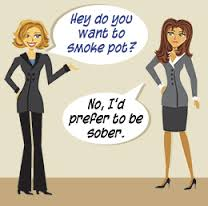 Hey do you
want to
smoke pot?
No, I'd
prefer to be
sober.